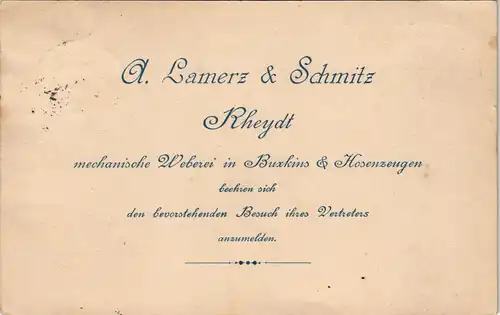 A. Lamerz & Schmitz
Rheydt
mechanische Weberei in Buxkins & Hosenzeugen
beehren sich
den bevorstehenden Besuch ihres Vertreters
anzumelden.